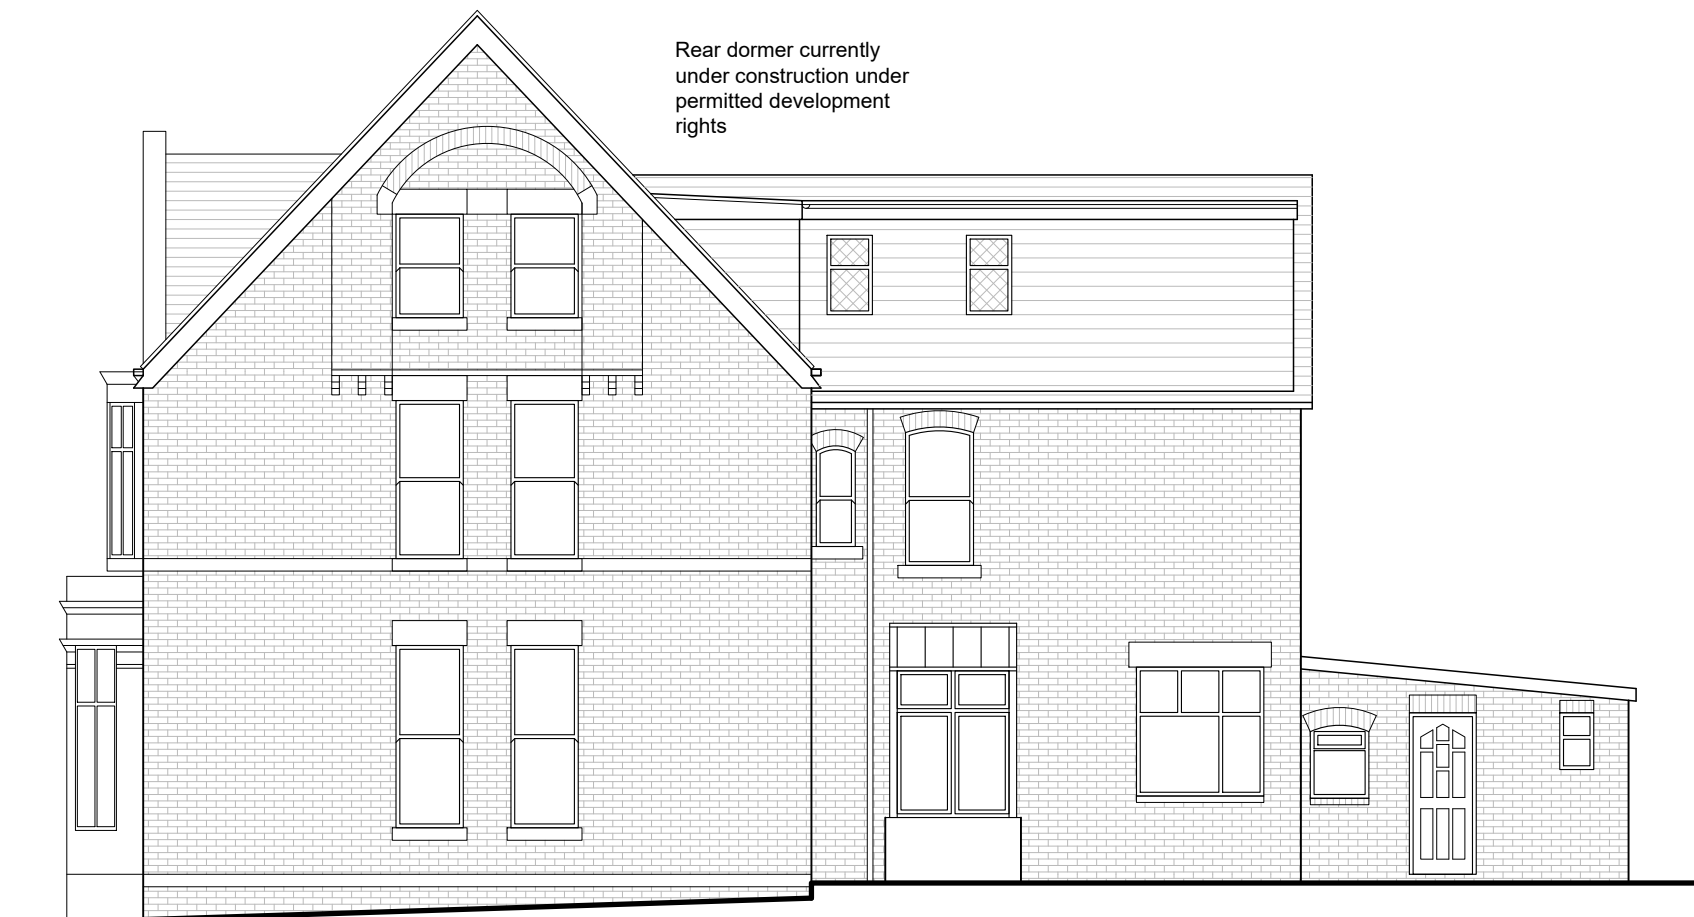 Rear dormer currently
under construction under
permitted development
rights